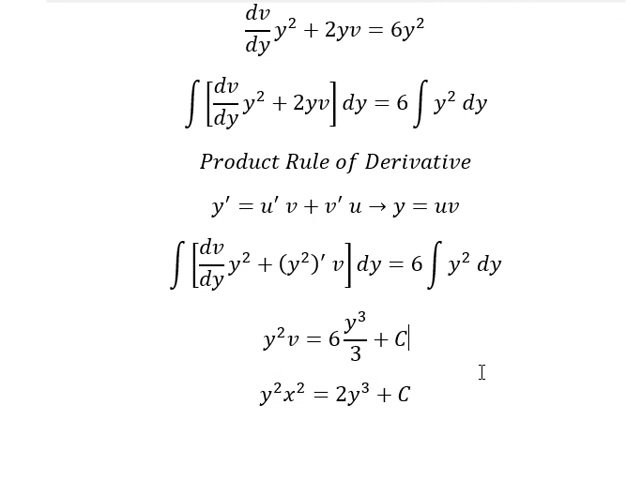 dv/dy y² + 2yv = 6y²
∫ [dv/dy y² + 2yv] dy = 6 ∫ y² dy
Product Rule of Derivative
y′ = u′ v + v′ u → y = uv
∫ [dv/dy y² + (y²)′ v] dy = 6 ∫ y² dy
y²v = 6 y³/3 + C
y²x² = 2y³ + C